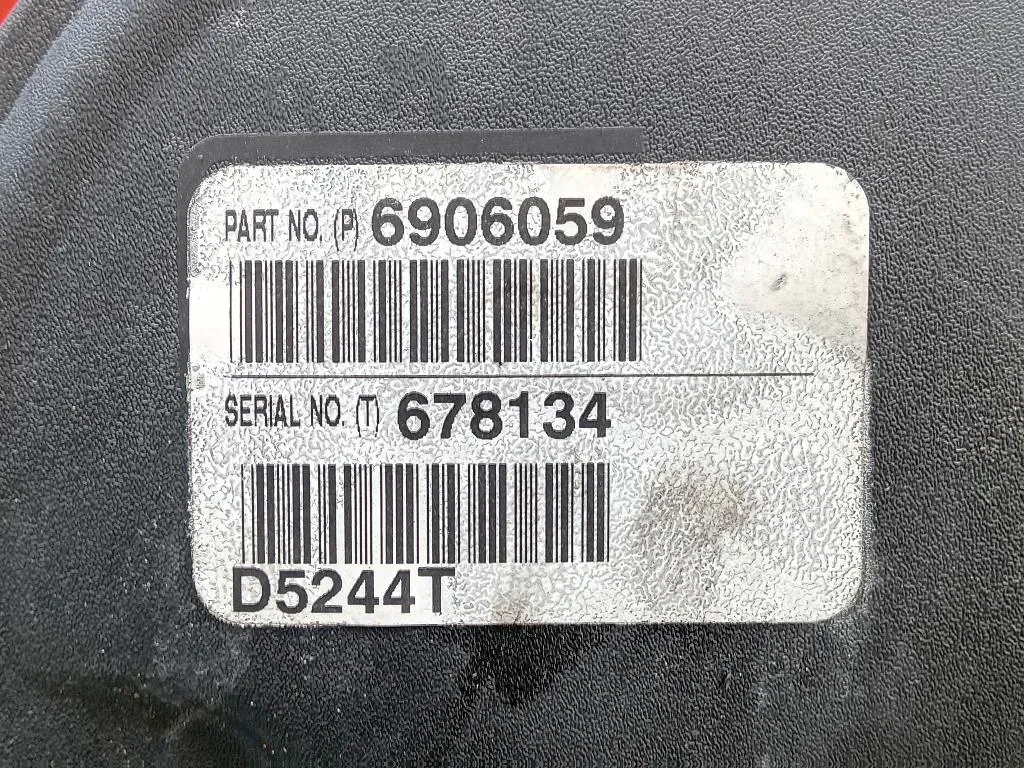 PART NO. (P) 6906059
SERIAL NO. (T) 678134
D5244T